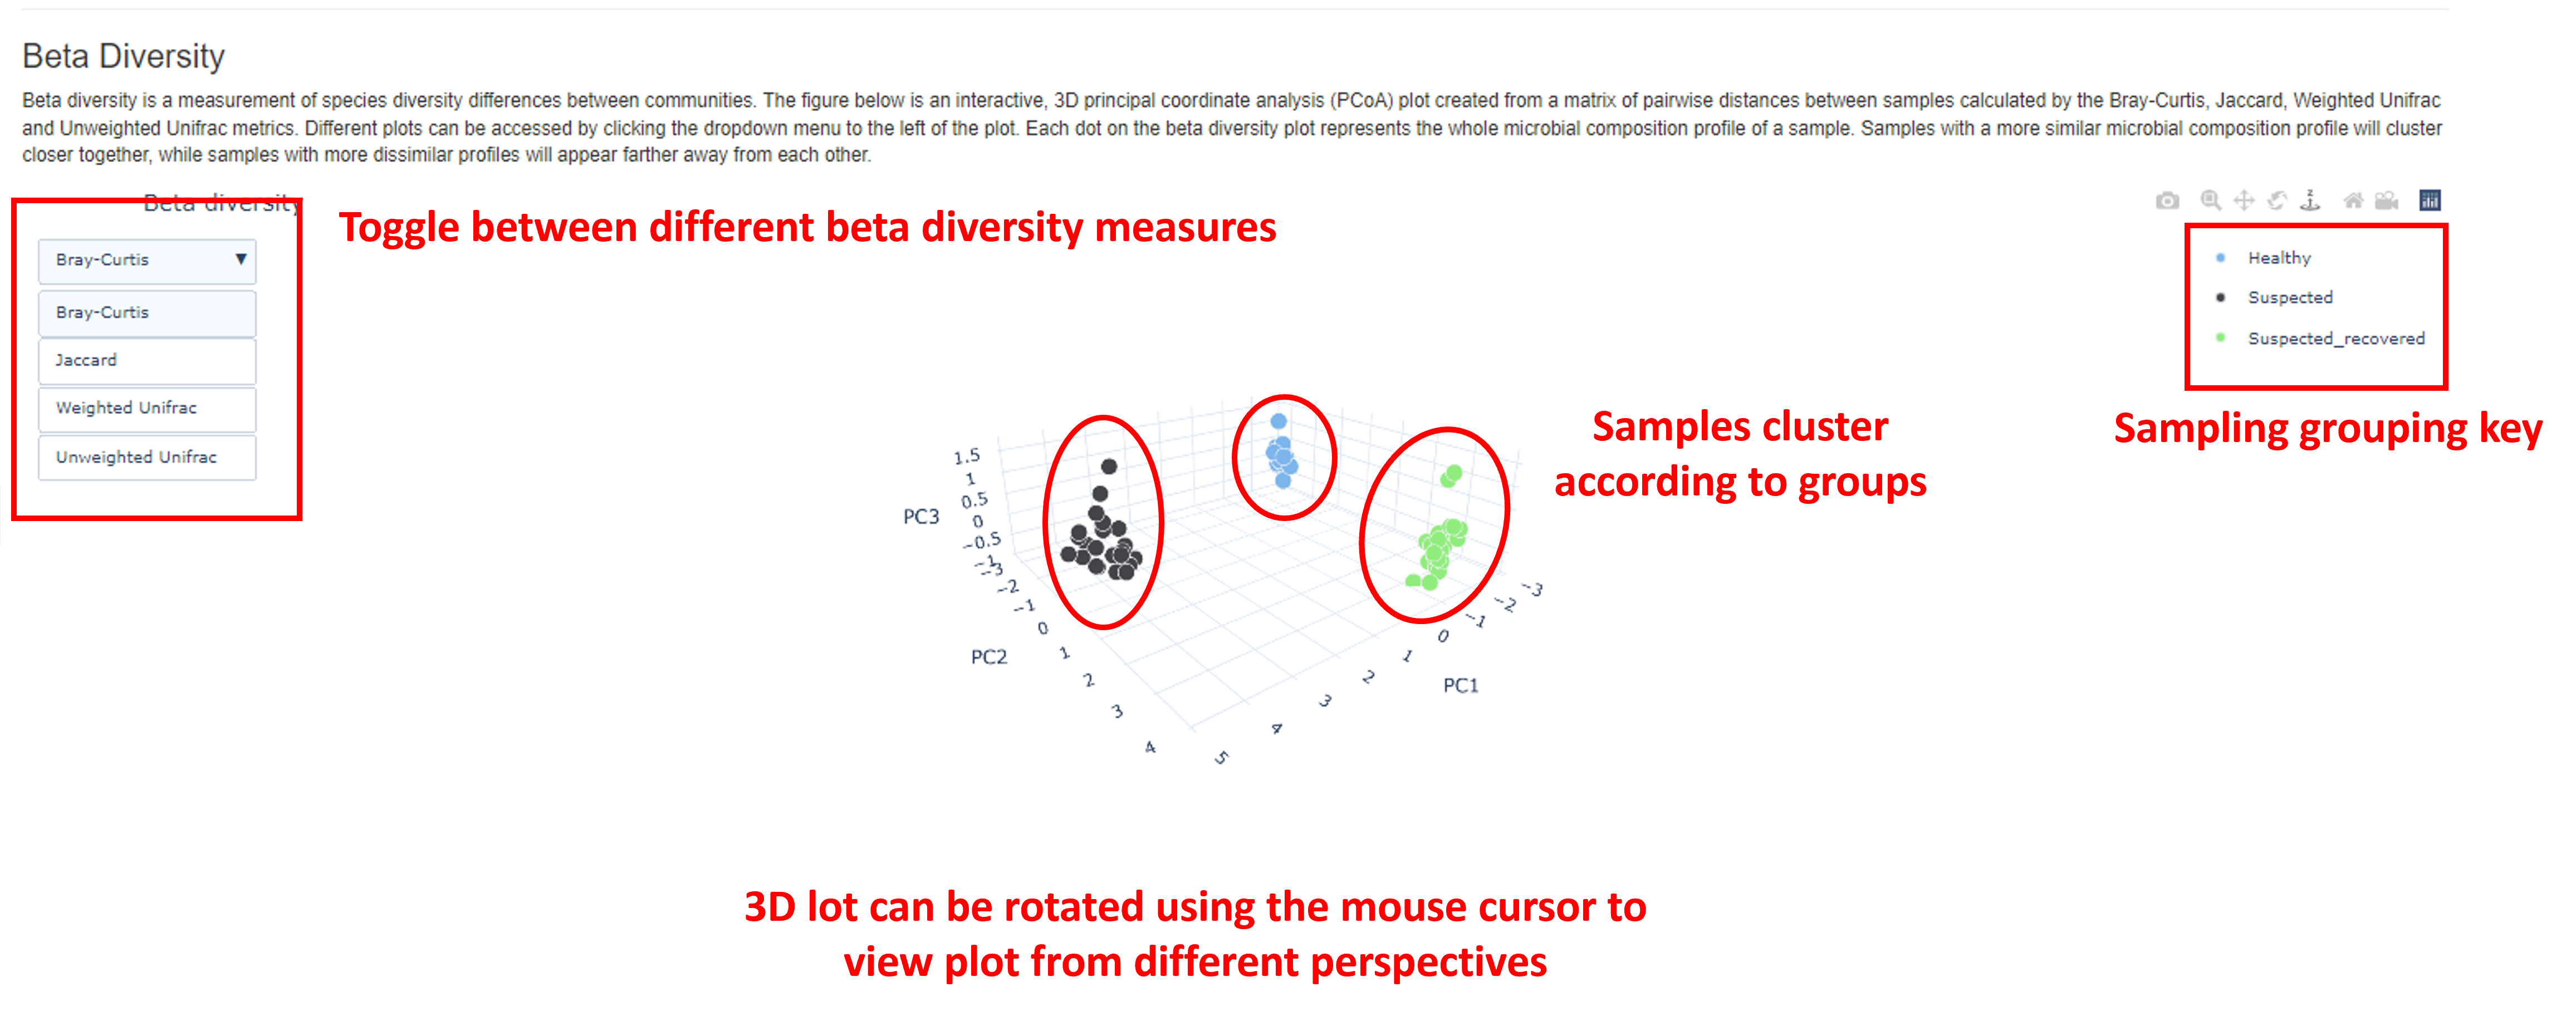 Beta Diversity
Beta diversity is a measurement of species diversity differences between communities. The figure below is an interactive, 3D principal coordinate analysis (PCoA) plot created from a matrix of pairwise distances between samples calculated by the Bray-Curtis, Jaccard, Weighted Unifrac
and Unweighted Unifrac metrics. Different plots can be accessed by clicking the dropdown menu to the left of the plot. Each dot on the beta diversity plot represents the whole microbial composition profile of a sample. Samples with a more similar microbial composition profile will cluster
closer together, while samples with more dissimilar profiles will appear farther away from each other.
Beta diversity
Toggle between different beta diversity measures
Bray-Curtis ▼
Bray-Curtis
Jaccard
Weighted Unifrac
Unweighted Unifrac
Healthy
Suspected
Suspected_recovered
Sampling grouping key
Samples cluster
according to groups
PC3
1.5
1
0.5
0
−0.5
−1
PC2
−3
−2
−1
0
1
2
3
4
PC1
−3
−2
−1
0
1
2
3
4
5
3D lot can be rotated using the mouse cursor to
view plot from different perspectives